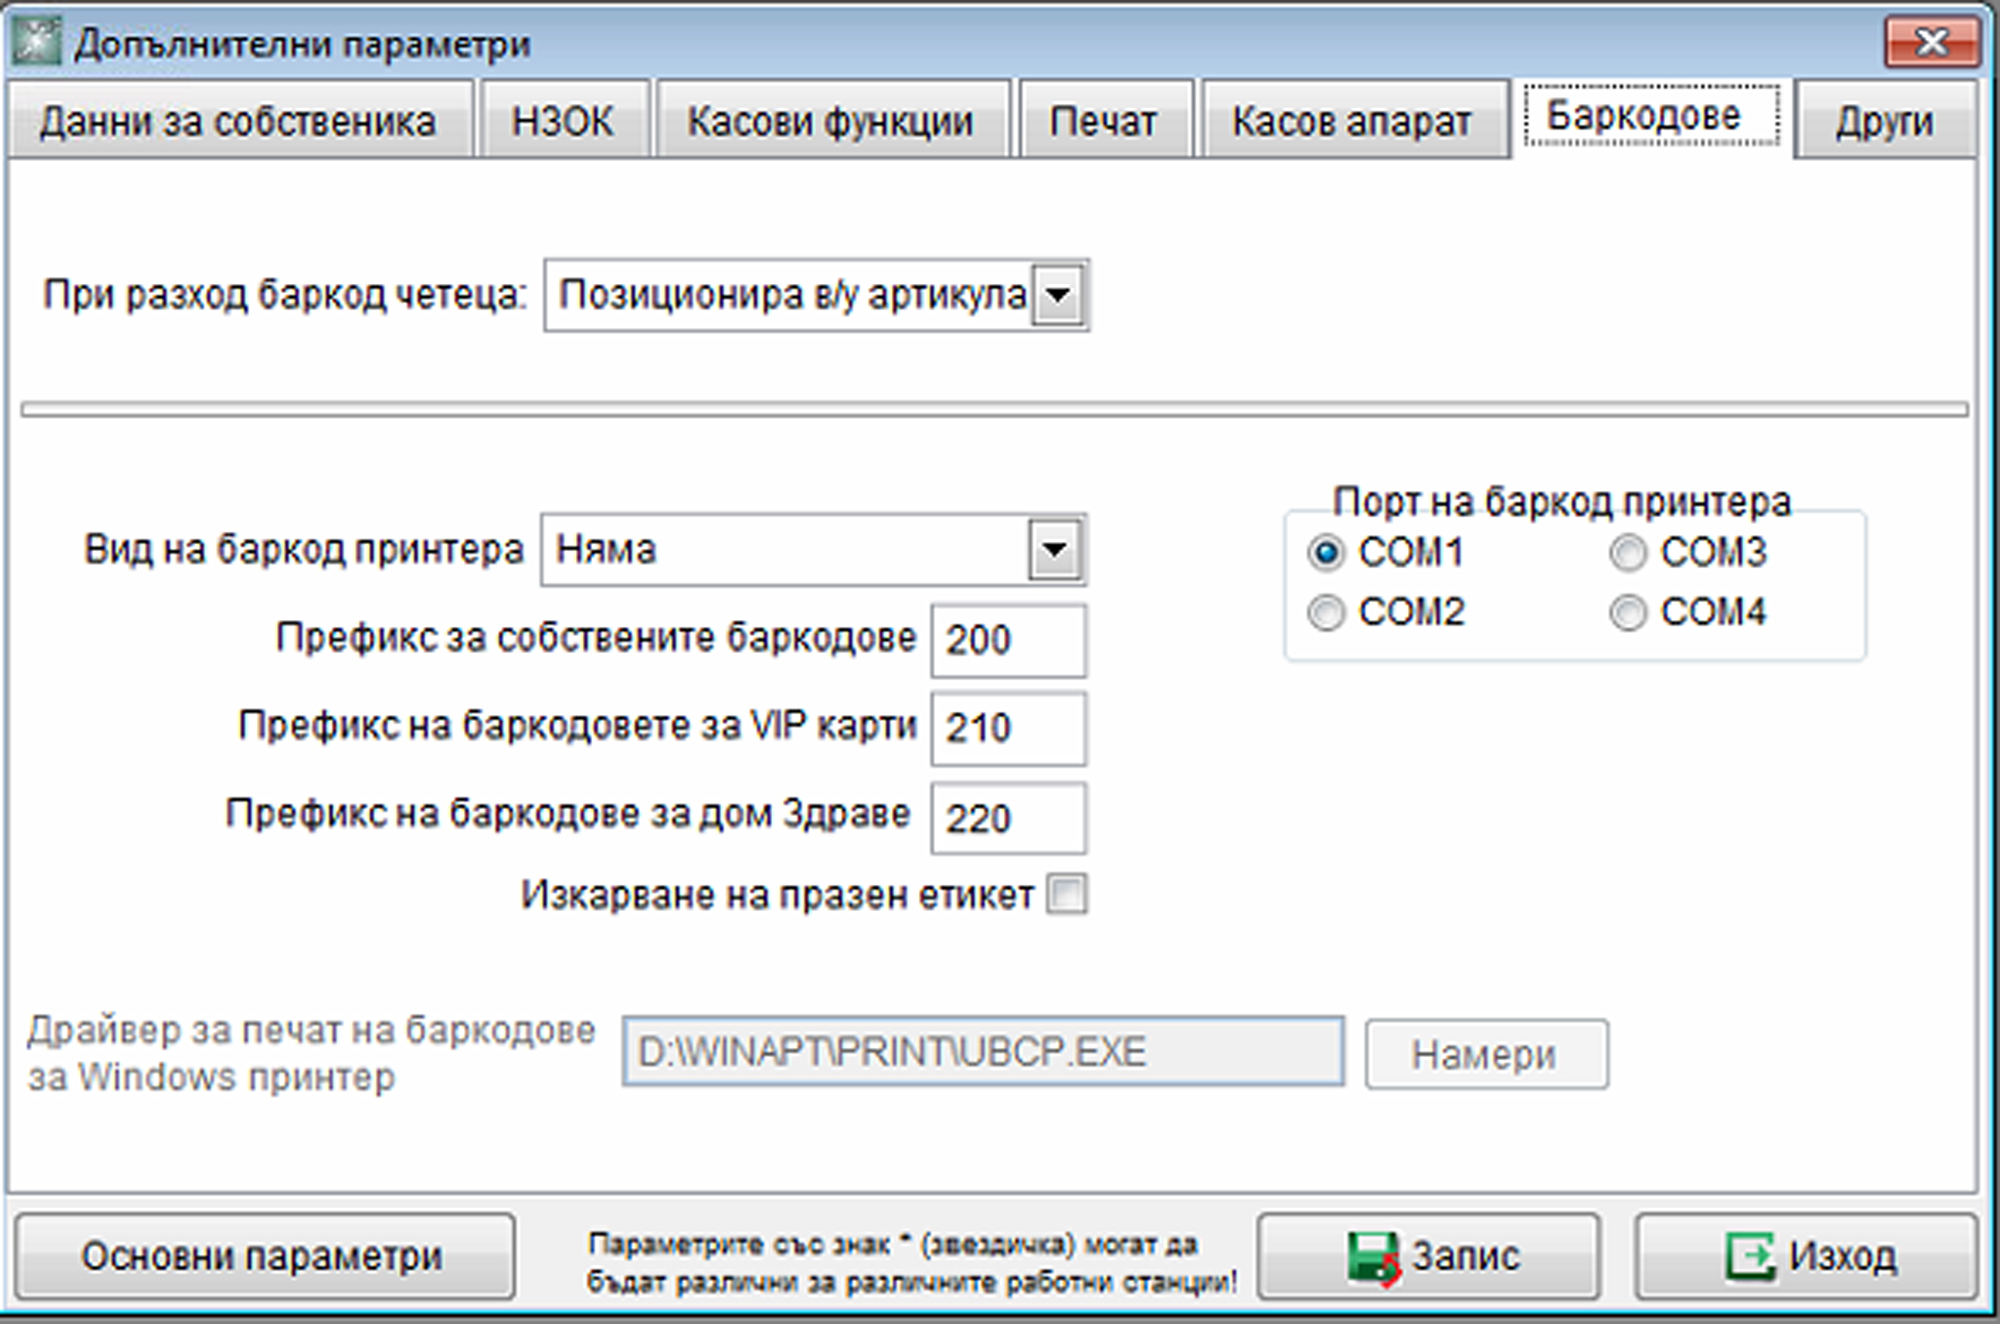 Допълнителни параметри
Данни за собственика НЗОК Касови функции Печат Касов апарат Баркодове Други
При разход баркод четеца: Позиционира в/у артикула
Порт на баркод принтера
Вид на баркод принтера Няма
COM1 COM3
COM2 COM4
Префикс за собствените баркодове 200
Префикс на баркодовете за VIP карти 210
Префикс на баркодове за дом Здраве 220
Изкарване на празен етикет
Драйвер за печат на баркодове
за Windows принтер
D:\WINAPT\PRINT\UBCP.EXE Намери
Основни параметри
Параметрите със знак * (звездичка) могат да
бъдат различни за различните работни станции!
Запис Изход